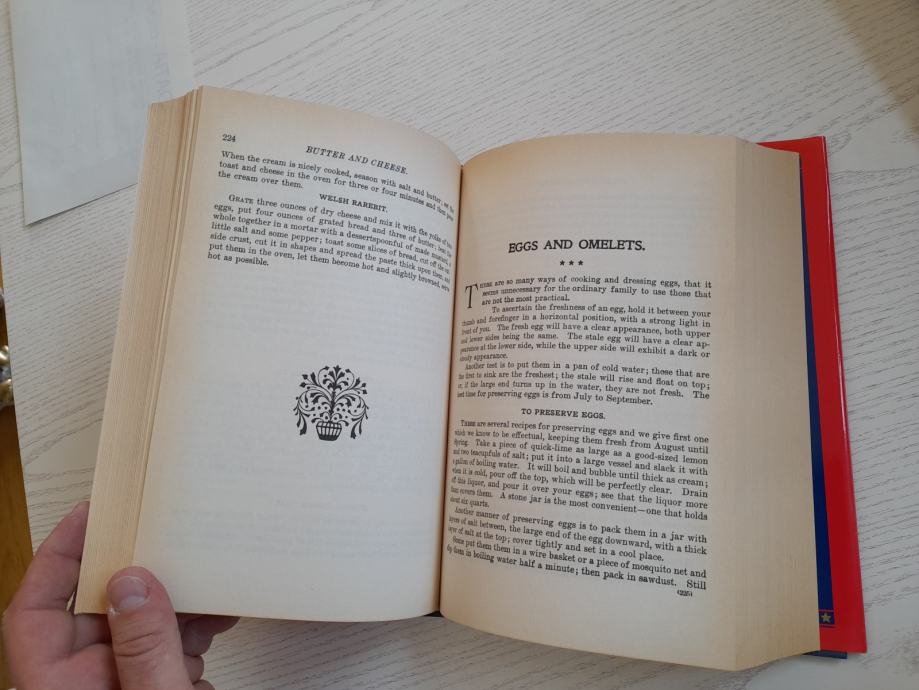 224
BUTTER AND CHEESE.
When the cream is nicely cooked, season with salt and butter; set the
toast and cheese in the oven for three or four minutes and then pour
the cream over them.
WELSH RAREBIT.
GRATE three ounces of dry cheese and mix it with the yolks of two
eggs, put four ounces of grated bread and three of butter; beat the
whole together in a mortar with a dessertspoonful of made mustard, a
little salt and some pepper; toast some slices of bread, cut off the out-
side crust, cut it in shapes and spread the paste thick upon them, and
put them in the oven, let them become hot and slightly browned, serve
hot as possible.
EGGS AND OMELETS.
***
THERE are so many ways of cooking and dressing eggs, that it
seems unnecessary for the ordinary family to use those that
are not the most practical.
To ascertain the freshness of an egg, hold it between your
thumb and forefinger in a horizontal position, with a strong light in
front of you. The fresh egg will have a clear appearance, both upper
and lower sides being the same. The stale egg will have a clear ap-
pearance at the lower side, while the upper side will exhibit a dark or
cloudy appearance.
Another test is to put them in a pan of cold water; those that are
the first to sink are the freshest; the stale will rise and float on top;
or, if the large end turns up in the water, they are not fresh. The
best time for preserving eggs is from July to September.
TO PRESERVE EGGS.
THERE are several recipes for preserving eggs and we give first one
which we know to be effectual, keeping them fresh from August until
Spring. Take a piece of quick-lime as large as a good-sized lemon
and two teacupfuls of salt; put it into a large vessel and slack it with
a gallon of boiling water. It will boil and bubble until thick as cream;
when it is cold, pour off the top, which will be perfectly clear. Drain
off this liquor, and pour it over your eggs; see that the liquor more
than covers them. A stone jar is the most convenient—one that holds
about six quarts.
Another manner of preserving eggs is to pack them in a jar with
layers of salt between, the large end of the egg downward, with a thick
layer of salt at the top; cover tightly and set in a cool place.
Some put them them in a wire basket or a piece of mosquito net and
dip them in boiling water half a minute; then pack in sawdust. Still
(225)